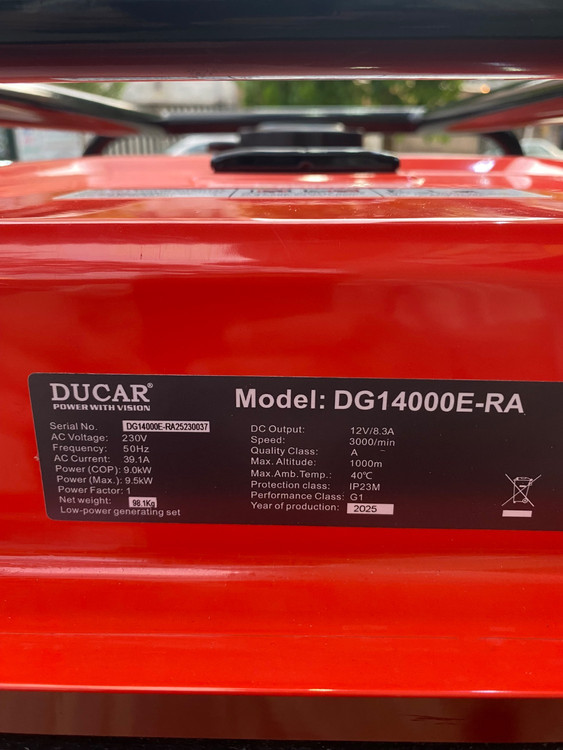 DUCAR®
POWER WITH VISION
Model: DG14000E-RA
Serial No. DG14000E-RA25230037
AC Voltage: 230V
Frequency: 50Hz
AC Current: 39.1A
Power (COP): 9.0kW
Power (Max.): 9.5kW
Power Factor: 1
Net weight: 98.1Kg
Low-power generating set
DC Output: 12V/8.3A
Speed: 3000/min
Quality Class: A
Max. Altitude: 1000m
Max.Amb.Temp.: 40℃
Protection class: IP23M
Performance Class: G1
Year of production: 2025